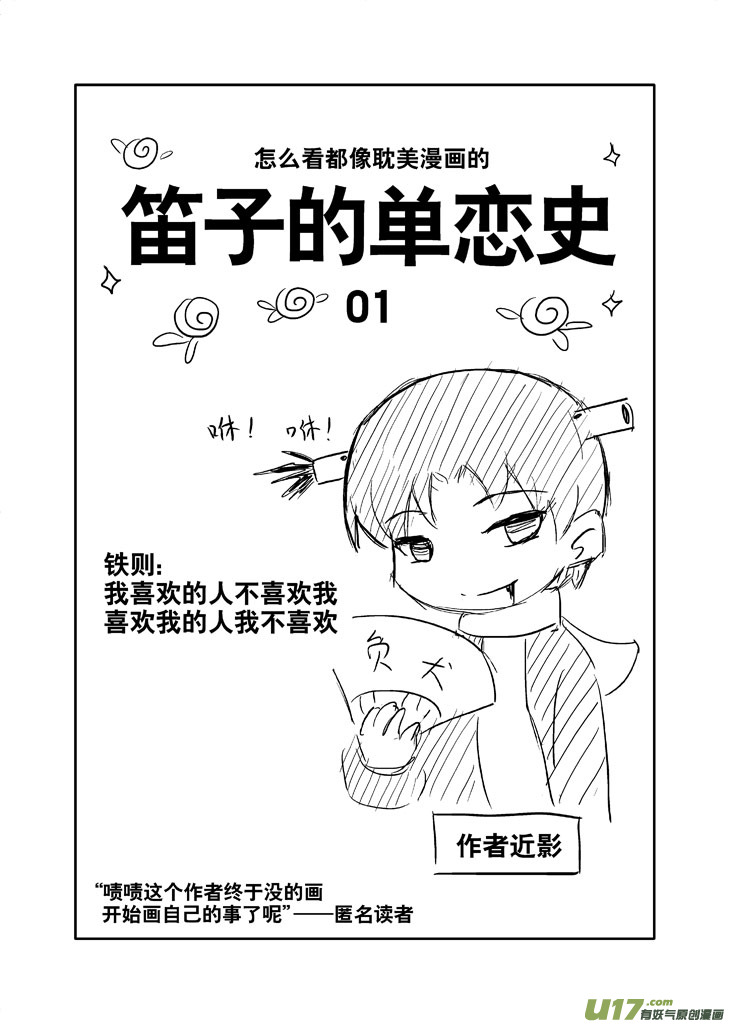 怎么看都像耽美漫画的
笛子的单恋史
01
咻！ 咻！
铁则：
我喜欢的人不喜欢我
喜欢我的人我不喜欢
负犬
作者近影
“啧啧这个作者终于没的画
开始画自己的事了呢”——匿名读者
U17.com
有妖气原创漫画